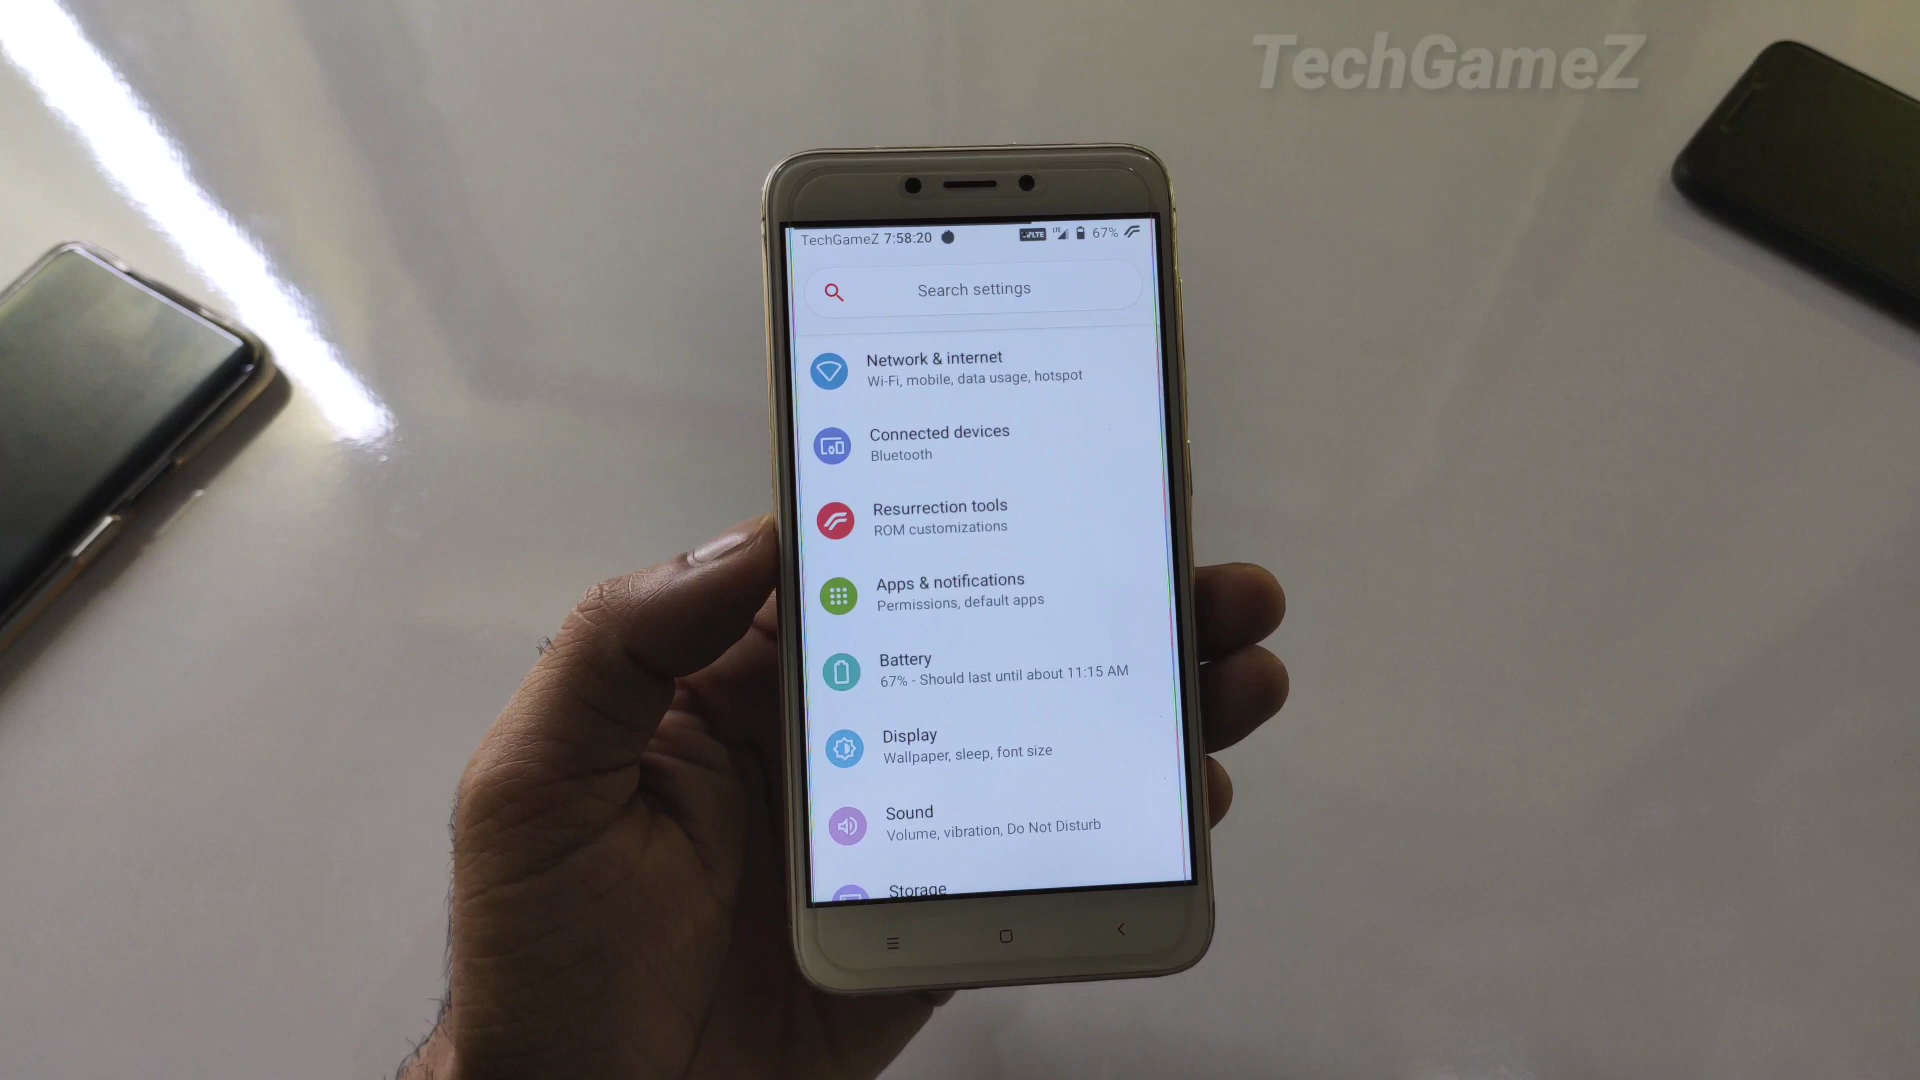 TechGameZ
TechGameZ 7:58:20
VoLTE LTE 67%
Search settings
Network & internet
Wi-Fi, mobile, data usage, hotspot
Connected devices
Bluetooth
Resurrection tools
ROM customizations
Apps & notifications
Permissions, default apps
Battery
67% - Should last until about 11:15 AM
Display
Wallpaper, sleep, font size
Sound
Volume, vibration, Do Not Disturb
Storage